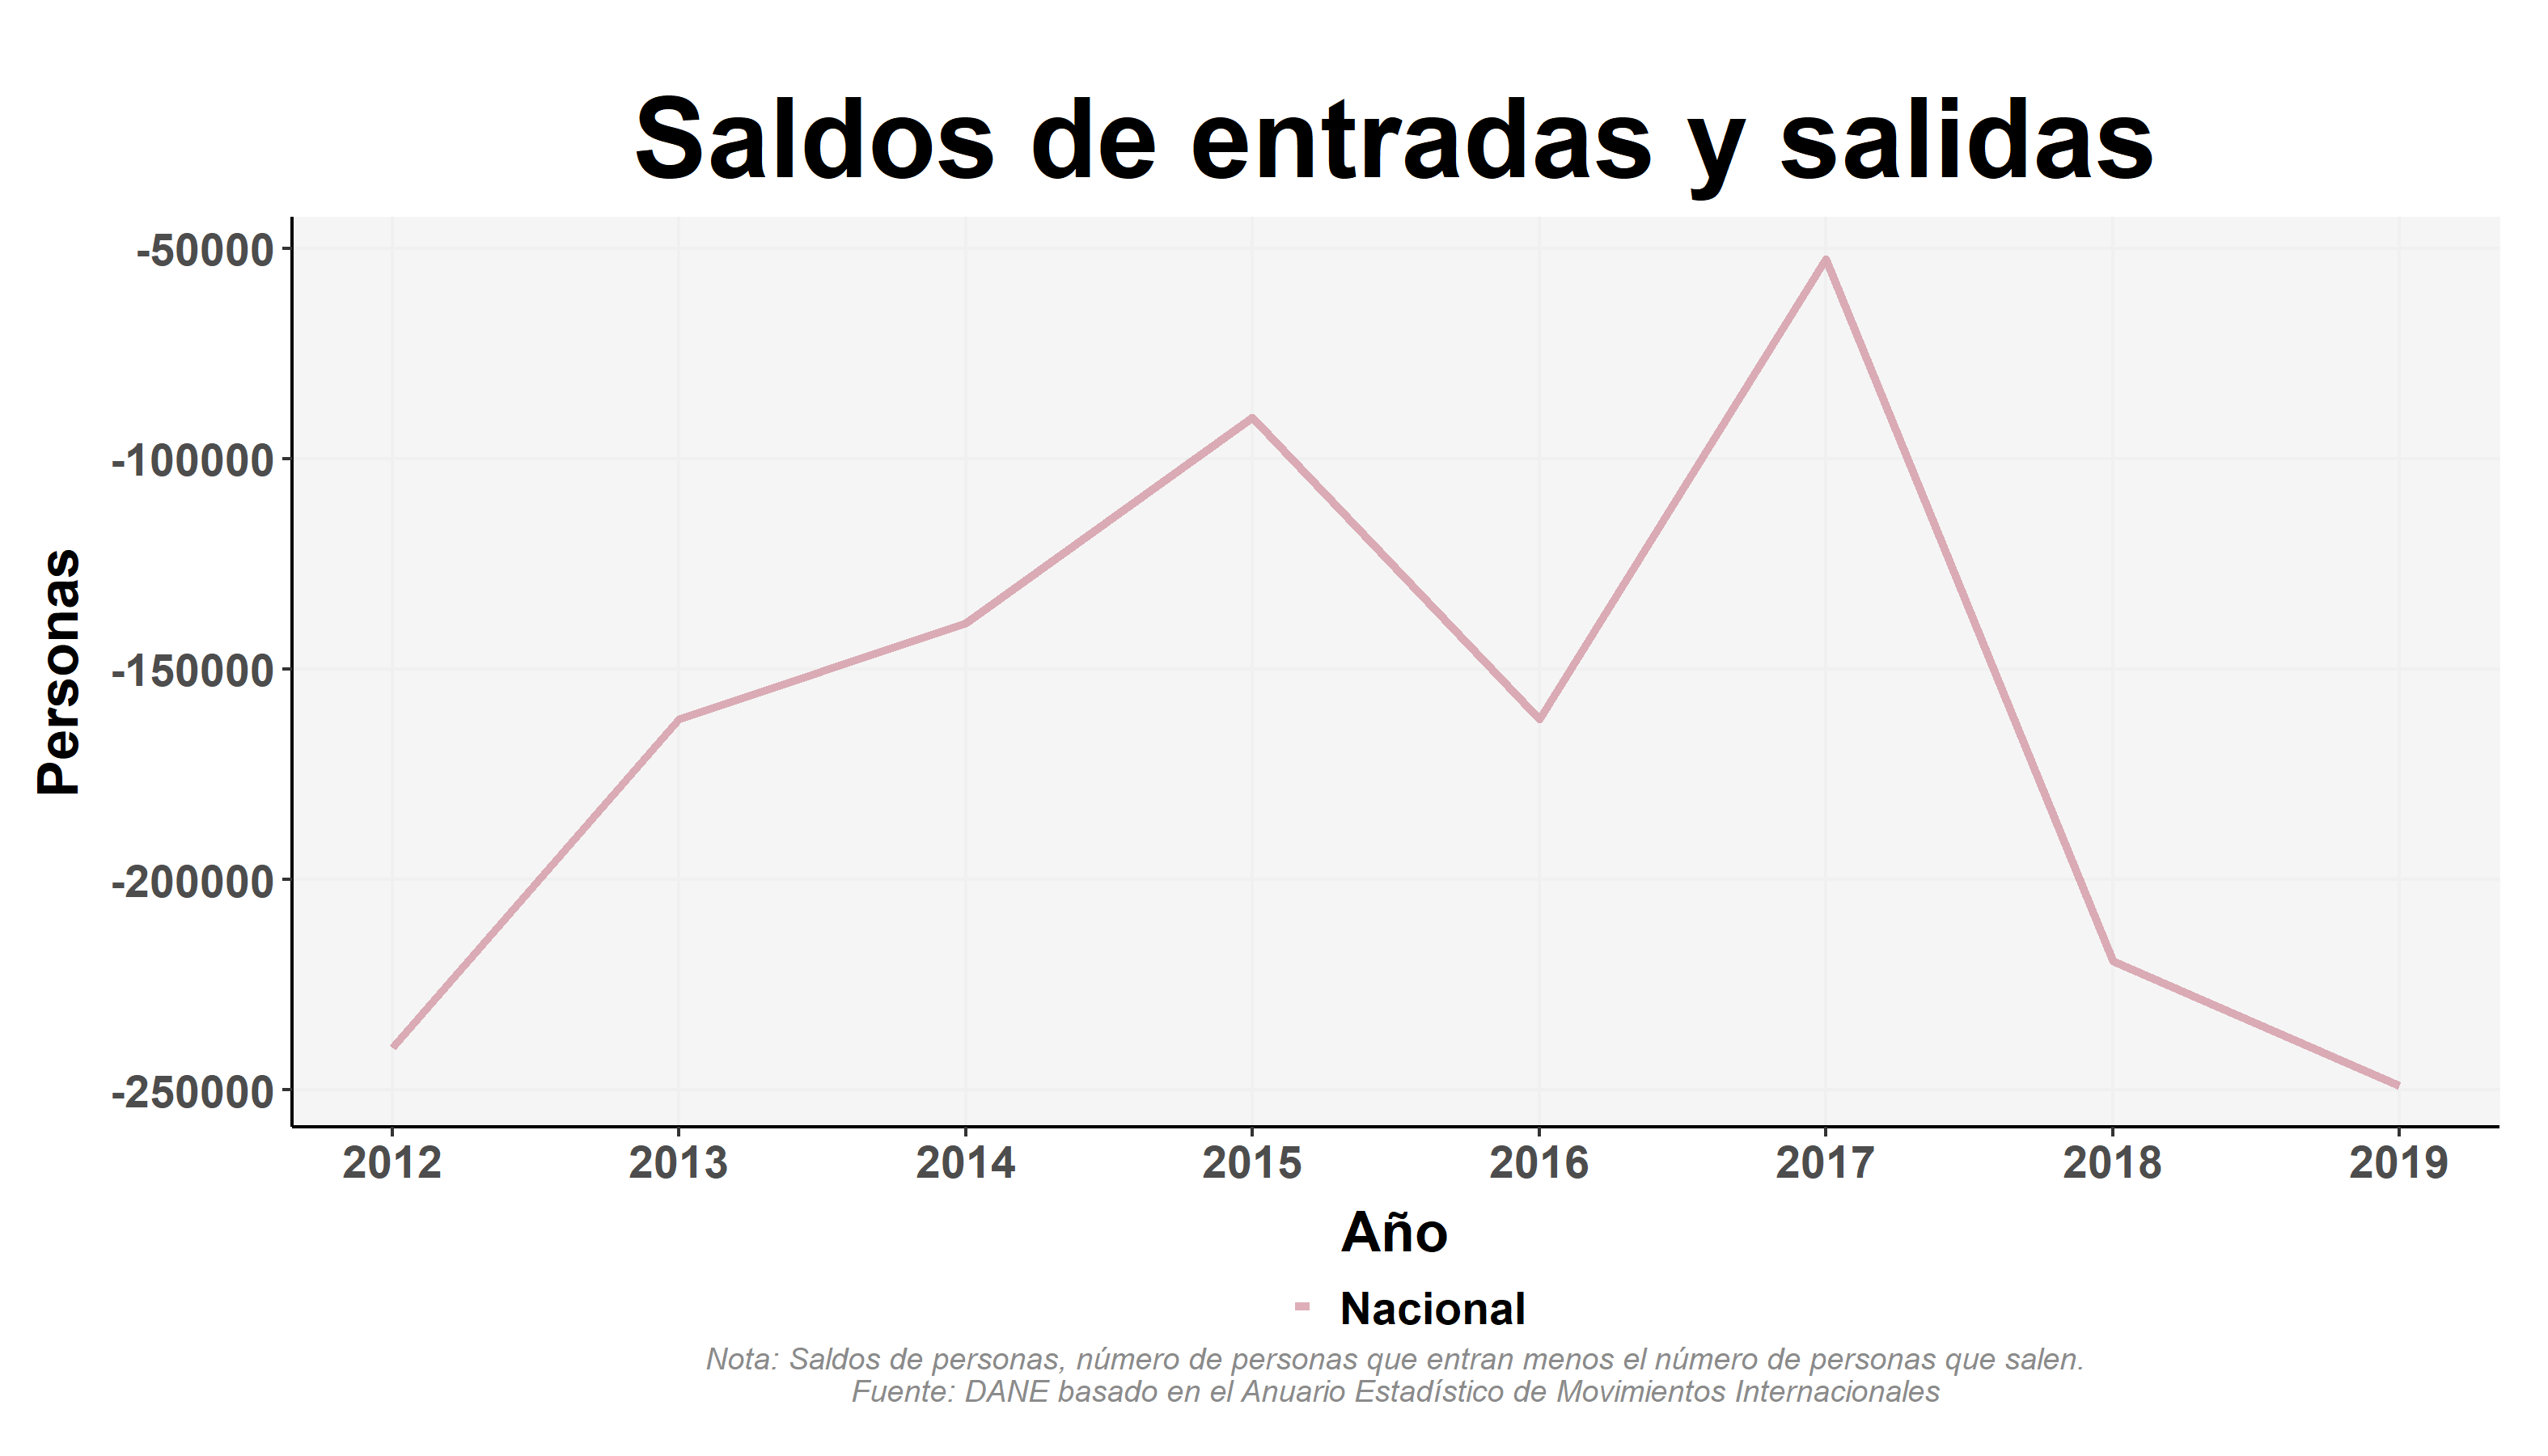 Saldos de entradas y salidas
Personas
-50000
-100000
-150000
-200000
-250000
2012 2013 2014 2015 2016 2017 2018 2019
Año
Nacional
Nota: Saldos de personas, número de personas que entran menos el número de personas que salen.
Fuente: DANE basado en el Anuario Estadístico de Movimientos Internacionales